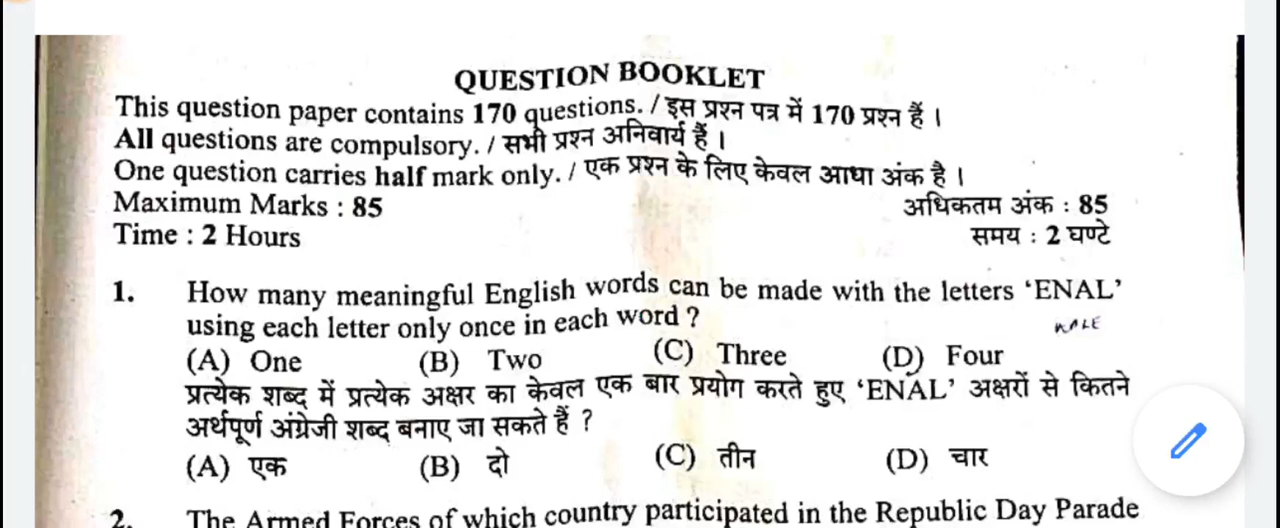 QUESTION BOOKLET
This question paper contains 170 questions. / इस प्रश्न पत्र में 170 प्रश्न हैं ।
All questions are compulsory. / सभी प्रश्न अनिवार्य हैं ।
One question carries half mark only. / एक प्रश्न के लिए केवल आधा अंक है ।
Maximum Marks : 85 अधिकतम अंक : 85
Time : 2 Hours समय : 2 घण्टे
1. How many meaningful English words can be made with the letters ‘ENAL’
using each letter only once in each word ?
(A) One (B) Two (C) Three (D) Four
प्रत्येक शब्द में प्रत्येक अक्षर का केवल एक बार प्रयोग करते हुए ‘ENAL’ अक्षरों से कितने
अर्थपूर्ण अंग्रेजी शब्द बनाए जा सकते हैं ?
(A) एक (B) दो (C) तीन (D) चार
2. The Armed Forces of which country participated in the Republic Day Parade